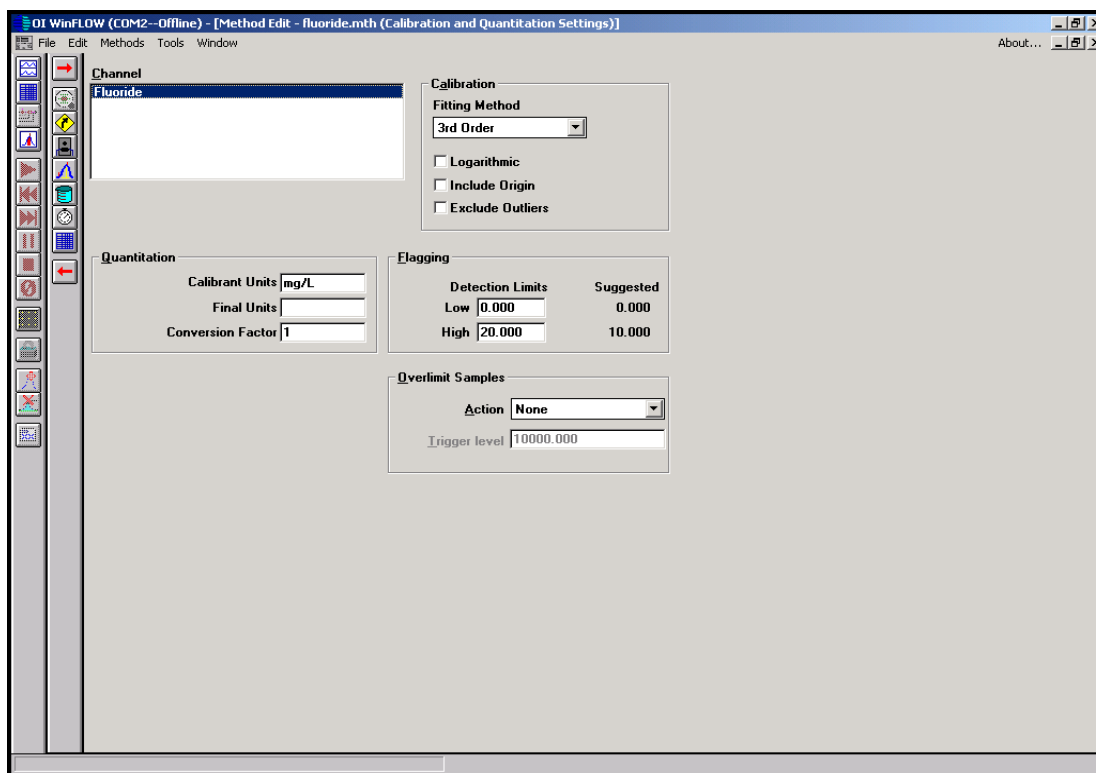 OI WinFLOW (COM2--Offline) - [Method Edit - fluoride.mth (Calibration and Quantitation Settings)]
File Edit Methods Tools Window About...
Channel
Fluoride
Calibration
Fitting Method
3rd Order
Logarithmic
Include Origin
Exclude Outliers
Quantitation
Calibrant Units mg/L
Final Units
Conversion Factor 1
Flagging
Detection Limits Suggested
Low 0.000 0.000
High 20.000 10.000
Overlimit Samples
Action None
Trigger level 10000.000